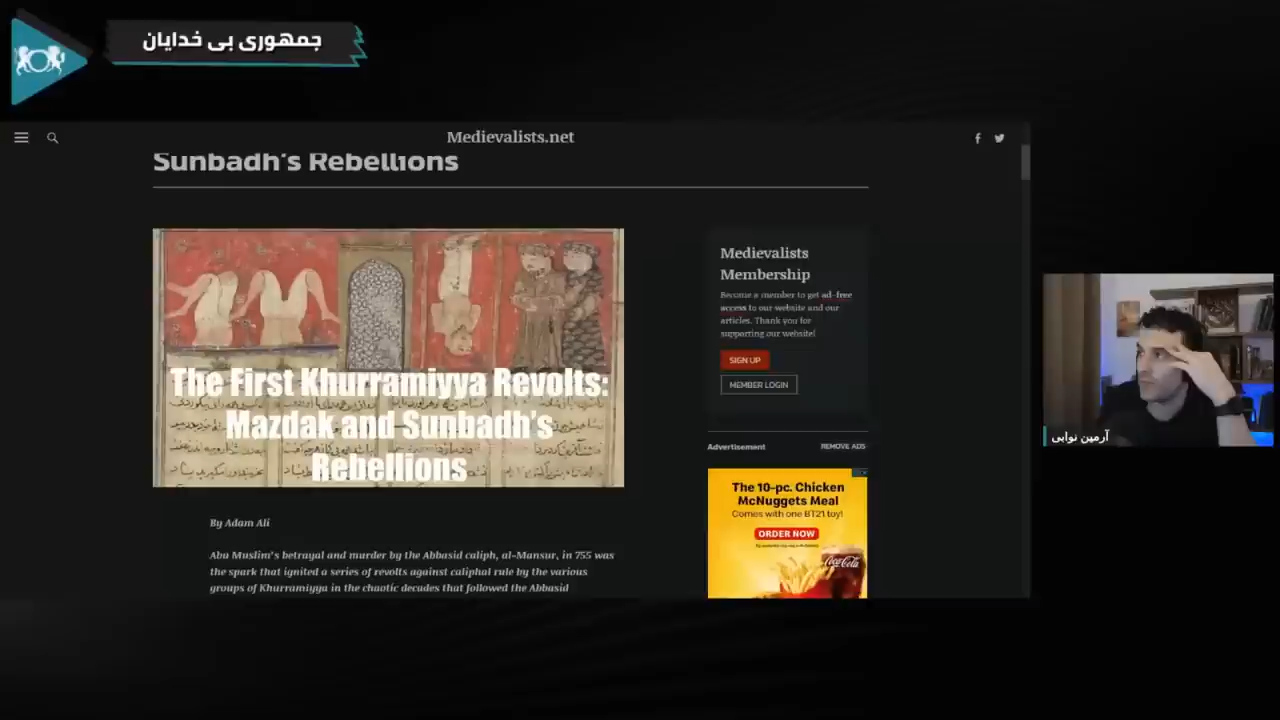 جمهوری بی خدایان
Medievalists.net
Sunbadh's Rebellions
The First Khurramiyya Revolts:
Mazdak and Sunbadh's
Rebellions
By Adam Ali
Abu Muslim's betrayal and murder by the Abbasid caliph, al-Mansur, in 755 was
the spark that ignited a series of revolts against caliphal rule by the various
groups of Khurramiyya in the chaotic decades that followed the Abbasid
Medievalists
Membership
Become a member to get ad-free
access to our website and our
articles. Thank you for
supporting our website!
SIGN UP
MEMBER LOGIN
Advertisement
REMOVE ADS
The 10-pc. Chicken
McNuggets Meal
Comes with one BT21 toy!
ORDER NOW
Coca-Cola
آرمین نوابی